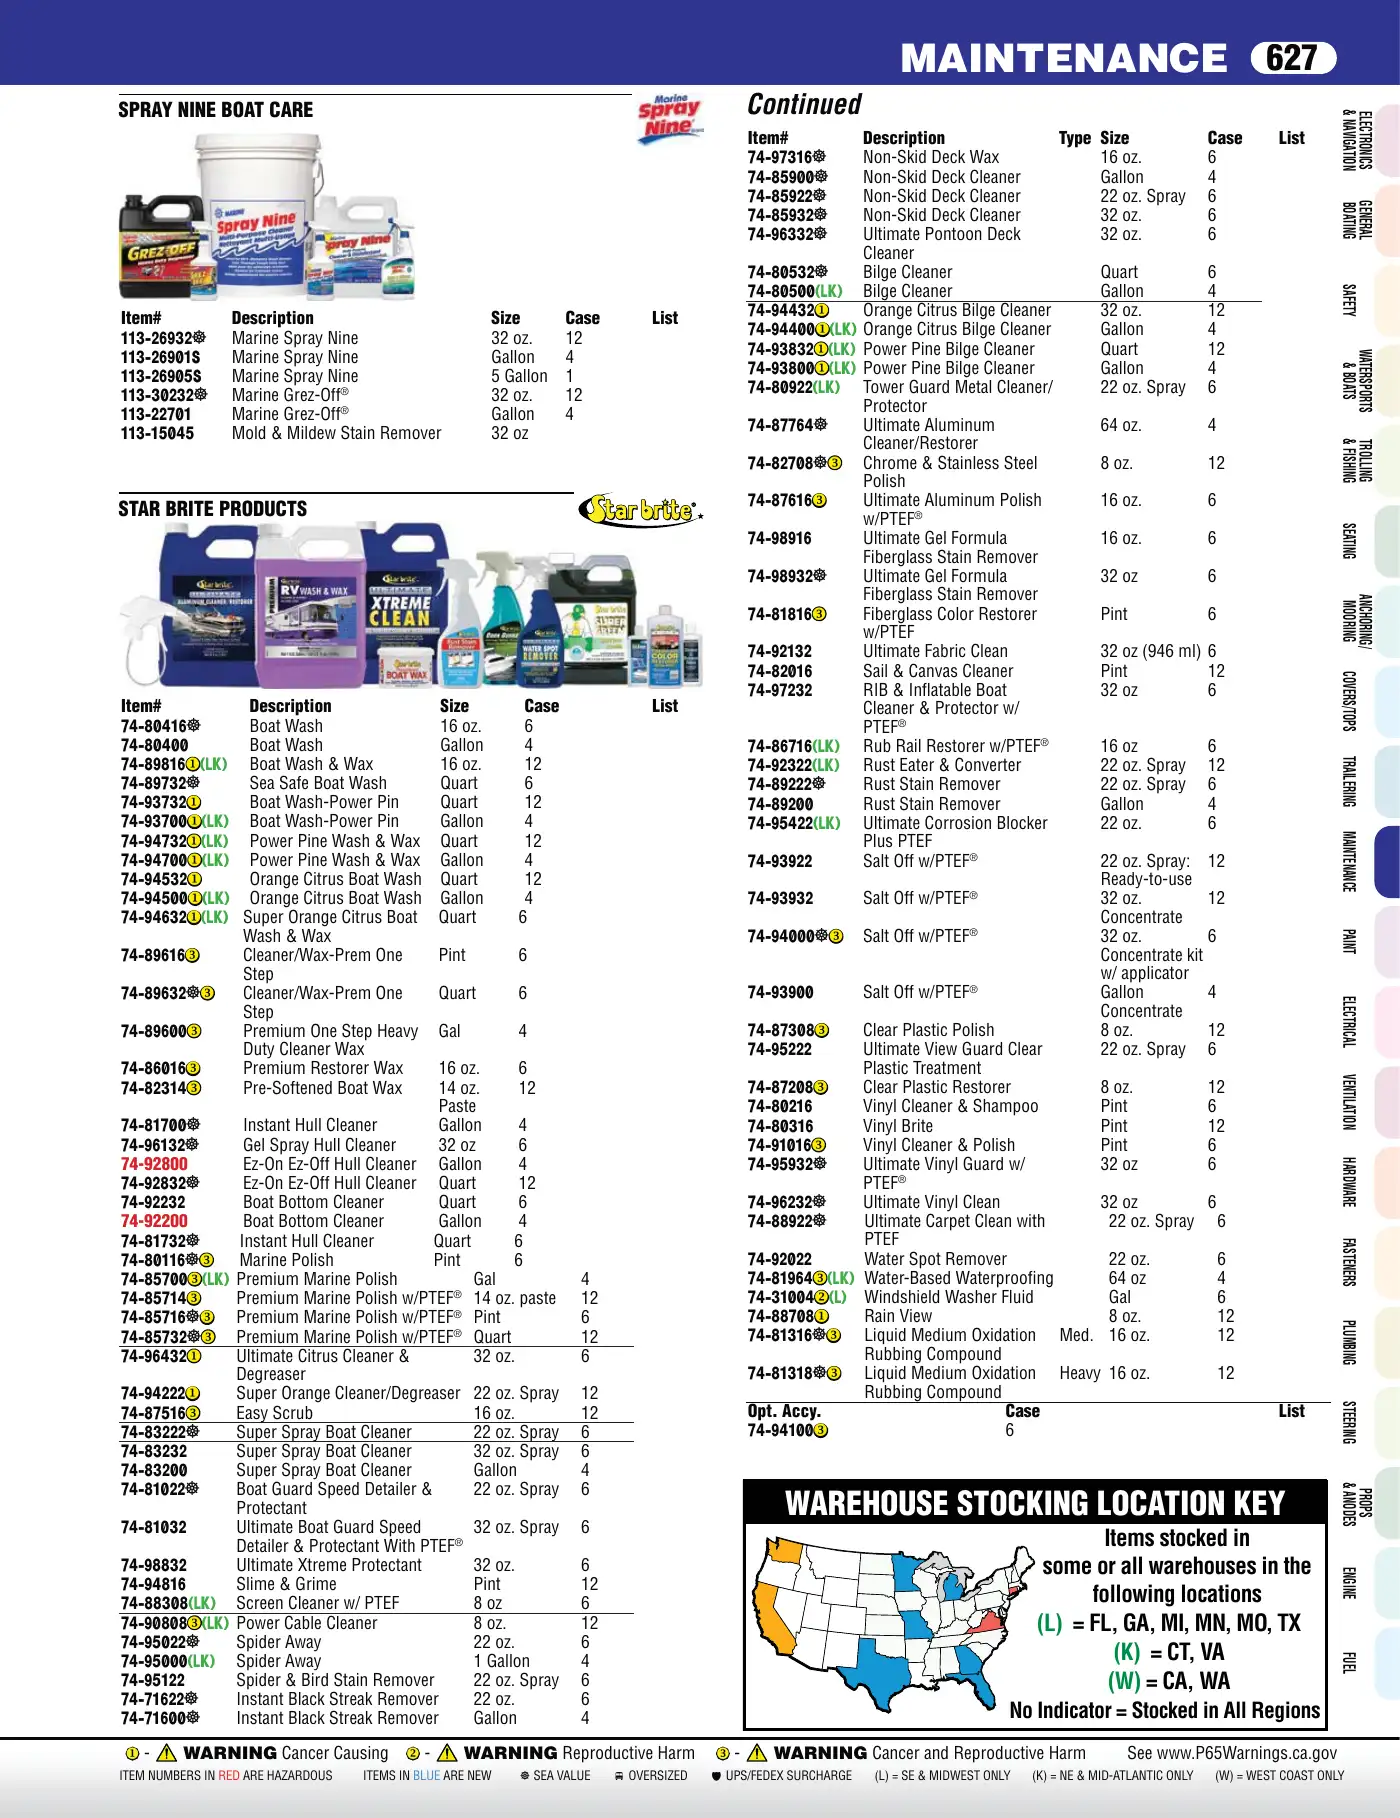 MAINTENANCE 627
SPRAY NINE BOAT CARE
Marine
Spray
Nine
Item# Description Size Case List
113-26932 Marine Spray Nine 32 oz. 12
113-26901S Marine Spray Nine Gallon 4
113-26905S Marine Spray Nine 5 Gallon 1
113-30232 Marine Grez-Off® 32 oz. 12
113-22701 Marine Grez-Off® Gallon 4
113-15045 Mold & Mildew Stain Remover 32 oz
STAR BRITE PRODUCTS
Star brite®
Item# Description Size Case List
74-80416 Boat Wash 16 oz. 6
74-80400 Boat Wash Gallon 4
74-89816①(LK) Boat Wash & Wax 16 oz. 12
74-89732 Sea Safe Boat Wash Quart 6
74-93732① Boat Wash-Power Pin Quart 12
74-93700①(LK) Boat Wash-Power Pin Gallon 4
74-94732①(LK) Power Pine Wash & Wax Quart 12
74-94700①(LK) Power Pine Wash & Wax Gallon 4
74-94532① Orange Citrus Boat Wash Quart 12
74-94500①(LK) Orange Citrus Boat Wash Gallon 4
74-94632①(LK) Super Orange Citrus Boat Quart 6
Wash & Wax
74-89616③ Cleaner/Wax-Prem One Pint 6
Step
74-89632③ Cleaner/Wax-Prem One Quart 6
Step
74-89600③ Premium One Step Heavy Gal 4
Duty Cleaner Wax
74-86016③ Premium Restorer Wax 16 oz. 6
74-82314③ Pre-Softened Boat Wax 14 oz. 12
Paste
74-81700 Instant Hull Cleaner Gallon 4
74-96132 Gel Spray Hull Cleaner 32 oz 6
74-92800 Ez-On Ez-Off Hull Cleaner Gallon 4
74-92832 Ez-On Ez-Off Hull Cleaner Quart 12
74-92232 Boat Bottom Cleaner Quart 6
74-92200 Boat Bottom Cleaner Gallon 4
74-81732 Instant Hull Cleaner Quart 6
74-80116③ Marine Polish Pint 6
74-85700③(LK) Premium Marine Polish Gal 4
74-85714③ Premium Marine Polish w/PTEF® 14 oz. paste 12
74-85716③ Premium Marine Polish w/PTEF® Pint 6
74-85732③ Premium Marine Polish w/PTEF® Quart 12
74-96432① Ultimate Citrus Cleaner & 32 oz. 6
Degreaser
74-94222① Super Orange Cleaner/Degreaser 22 oz. Spray 12
74-87516③ Easy Scrub 16 oz. 12
74-83222 Super Spray Boat Cleaner 22 oz. Spray 6
74-83232 Super Spray Boat Cleaner 32 oz. Spray 6
74-83200 Super Spray Boat Cleaner Gallon 4
74-81022 Boat Guard Speed Detailer & 22 oz. Spray 6
Protectant
74-81032 Ultimate Boat Guard Speed 32 oz. Spray 6
Detailer & Protectant With PTEF®
74-98832 Ultimate Xtreme Protectant 32 oz. 6
74-94816 Slime & Grime Pint 12
74-88308(LK) Screen Cleaner w/ PTEF 8 oz 6
74-90808③(LK) Power Cable Cleaner 8 oz. 12
74-95022 Spider Away 22 oz. 6
74-95000(LK) Spider Away 1 Gallon 4
74-95122 Spider & Bird Stain Remover 22 oz. Spray 6
74-71622 Instant Black Streak Remover 22 oz. 6
74-71600 Instant Black Streak Remover Gallon 4
Continued
Item# Description Type Size Case List
74-97316 Non-Skid Deck Wax 16 oz. 6
74-85900 Non-Skid Deck Cleaner Gallon 4
74-85922 Non-Skid Deck Cleaner 22 oz. Spray 6
74-85932 Non-Skid Deck Cleaner 32 oz. 6
74-96332 Ultimate Pontoon Deck 32 oz. 6
Cleaner
74-80532 Bilge Cleaner Quart 6
74-80500(LK) Bilge Cleaner Gallon 4
74-94432① Orange Citrus Bilge Cleaner 32 oz. 12
74-94400①(LK) Orange Citrus Bilge Cleaner Gallon 4
74-93832①(LK) Power Pine Bilge Cleaner Quart 12
74-93800①(LK) Power Pine Bilge Cleaner Gallon 4
74-80922(LK) Tower Guard Metal Cleaner/ 22 oz. Spray 6
Protector
74-87764 Ultimate Aluminum 64 oz. 4
Cleaner/Restorer
74-82708③ Chrome & Stainless Steel 8 oz. 12
Polish
74-87616③ Ultimate Aluminum Polish 16 oz. 6
w/PTEF®
74-98916 Ultimate Gel Formula 16 oz. 6
Fiberglass Stain Remover
74-98932 Ultimate Gel Formula 32 oz 6
Fiberglass Stain Remover
74-81816③ Fiberglass Color Restorer Pint 6
w/PTEF
74-92132 Ultimate Fabric Clean 32 oz (946 ml) 6
74-82016 Sail & Canvas Cleaner Pint 12
74-97232 RIB & Inflatable Boat 32 oz 6
Cleaner & Protector w/
PTEF®
74-86716(LK) Rub Rail Restorer w/PTEF® 16 oz 6
74-92322(LK) Rust Eater & Converter 22 oz. Spray 12
74-89222 Rust Stain Remover 22 oz. Spray 6
74-89200 Rust Stain Remover Gallon 4
74-95422(LK) Ultimate Corrosion Blocker 22 oz. 6
Plus PTEF
74-93922 Salt Off w/PTEF® 22 oz. Spray: 12
Ready-to-use
74-93932 Salt Off w/PTEF® 32 oz. 12
Concentrate
74-94000③ Salt Off w/PTEF® 32 oz. 6
Concentrate kit
w/ applicator
74-93900 Salt Off w/PTEF® Gallon 4
Concentrate
74-87308③ Clear Plastic Polish 8 oz. 12
74-95222 Ultimate View Guard Clear 22 oz. Spray 6
Plastic Treatment
74-87208③ Clear Plastic Restorer 8 oz. 12
74-80216 Vinyl Cleaner & Shampoo Pint 6
74-80316 Vinyl Brite Pint 12
74-91016③ Vinyl Cleaner & Polish Pint 6
74-95932 Ultimate Vinyl Guard w/ 32 oz 6
PTEF®
74-96232 Ultimate Vinyl Clean 32 oz 6
74-88922 Ultimate Carpet Clean with 22 oz. Spray 6
PTEF
74-92022 Water Spot Remover 22 oz. 6
74-81964③(LK) Water-Based Waterproofing 64 oz 4
74-31004②(L) Windshield Washer Fluid Gal 6
74-88708① Rain View 8 oz. 12
74-81316③ Liquid Medium Oxidation Med. 16 oz. 12
Rubbing Compound
74-81318③ Liquid Medium Oxidation Heavy 16 oz. 12
Rubbing Compound
Opt. Accy. Case List
74-94100③ 6
WAREHOUSE STOCKING LOCATION KEY
Items stocked in
some or all warehouses in the
following locations
(L) = FL, GA, MI, MN, MO, TX
(K) = CT, VA
(W) = CA, WA
No Indicator = Stocked in All Regions
ELECTRONICS
& NAVIGATION
GENERAL
BOATING
SAFETY
WATERSPORTS
& BOATS
TROLLING
& FISHING
SEATING
ANCHORING/
MOORING
COVERS/TOPS
TRAILERING
MAINTENANCE
PAINT
ELECTRICAL
VENTILATION
HARDWARE
FASTENERS
PLUMBING
STEERING
PROPS
& ANODES
ENGINE
FUEL
① - WARNING Cancer Causing ② - WARNING Reproductive Harm ③ - WARNING Cancer and Reproductive Harm See www.P65Warnings.ca.gov
ITEM NUMBERS IN RED ARE HAZARDOUS ITEMS IN BLUE ARE NEW SEA VALUE OVERSIZED UPS/FEDEX SURCHARGE (L) = SE & MIDWEST ONLY (K) = NE & MID-ATLANTIC ONLY (W) = WEST COAST ONLY